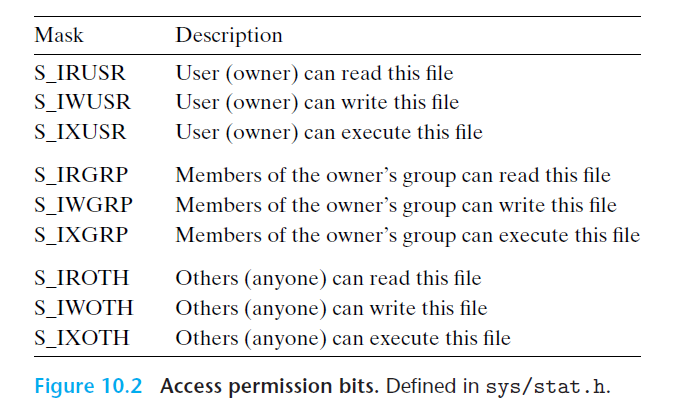 Mask Description
S_IRUSR User (owner) can read this file
S_IWUSR User (owner) can write this file
S_IXUSR User (owner) can execute this file
S_IRGRP Members of the owner’s group can read this file
S_IWGRP Members of the owner’s group can write this file
S_IXGRP Members of the owner’s group can execute this file
S_IROTH Others (anyone) can read this file
S_IWOTH Others (anyone) can write this file
S_IXOTH Others (anyone) can execute this file
Figure 10.2 Access permission bits. Defined in sys/stat.h.